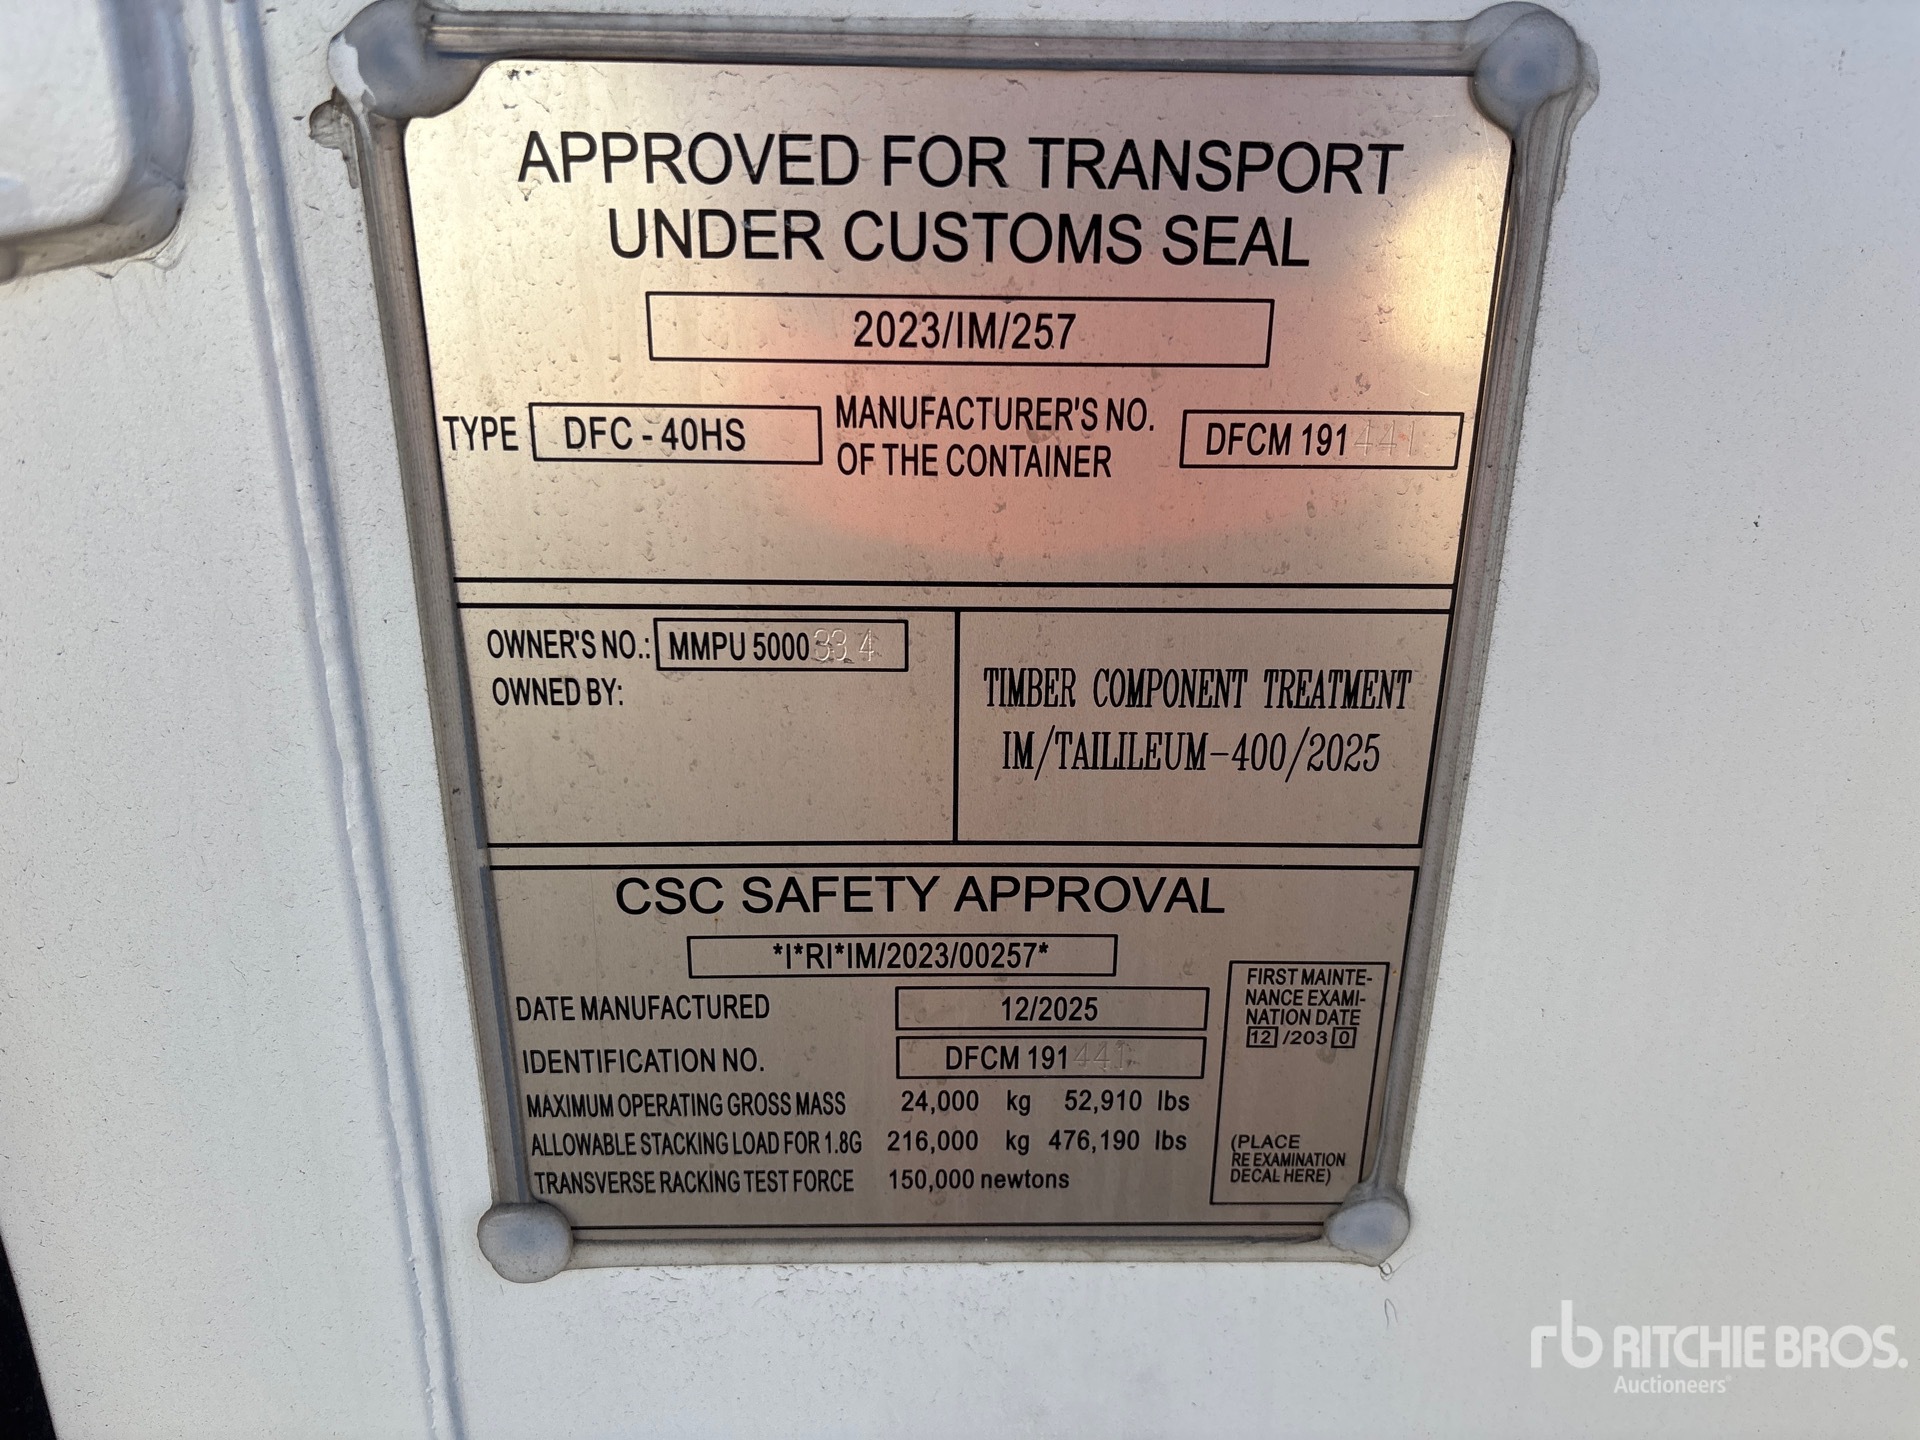 APPROVED FOR TRANSPORT
UNDER CUSTOMS SEAL
2023/IM/257
TYPE DFC - 40HS
MANUFACTURER'S NO.
OF THE CONTAINER
DFCM 191441
OWNER'S NO.: MMPU 5000334
OWNED BY:
TIMBER COMPONENT TREATMENT
IM/TAILILEUM-400/2025
CSC SAFETY APPROVAL
*I*RI*IM/2023/00257*
DATE MANUFACTURED 12/2025
IDENTIFICATION NO. DFCM 191441
MAXIMUM OPERATING GROSS MASS 24,000 kg 52,910 lbs
ALLOWABLE STACKING LOAD FOR 1.8G 216,000 kg 476,190 lbs
TRANSVERSE RACKING TEST FORCE 150,000 newtons
FIRST MAINTE-
NANCE EXAMI-
NATION DATE
12 /203 0
(PLACE
RE EXAMINATION
DECAL HERE)
rb RITCHIE BROS.
Auctioneers